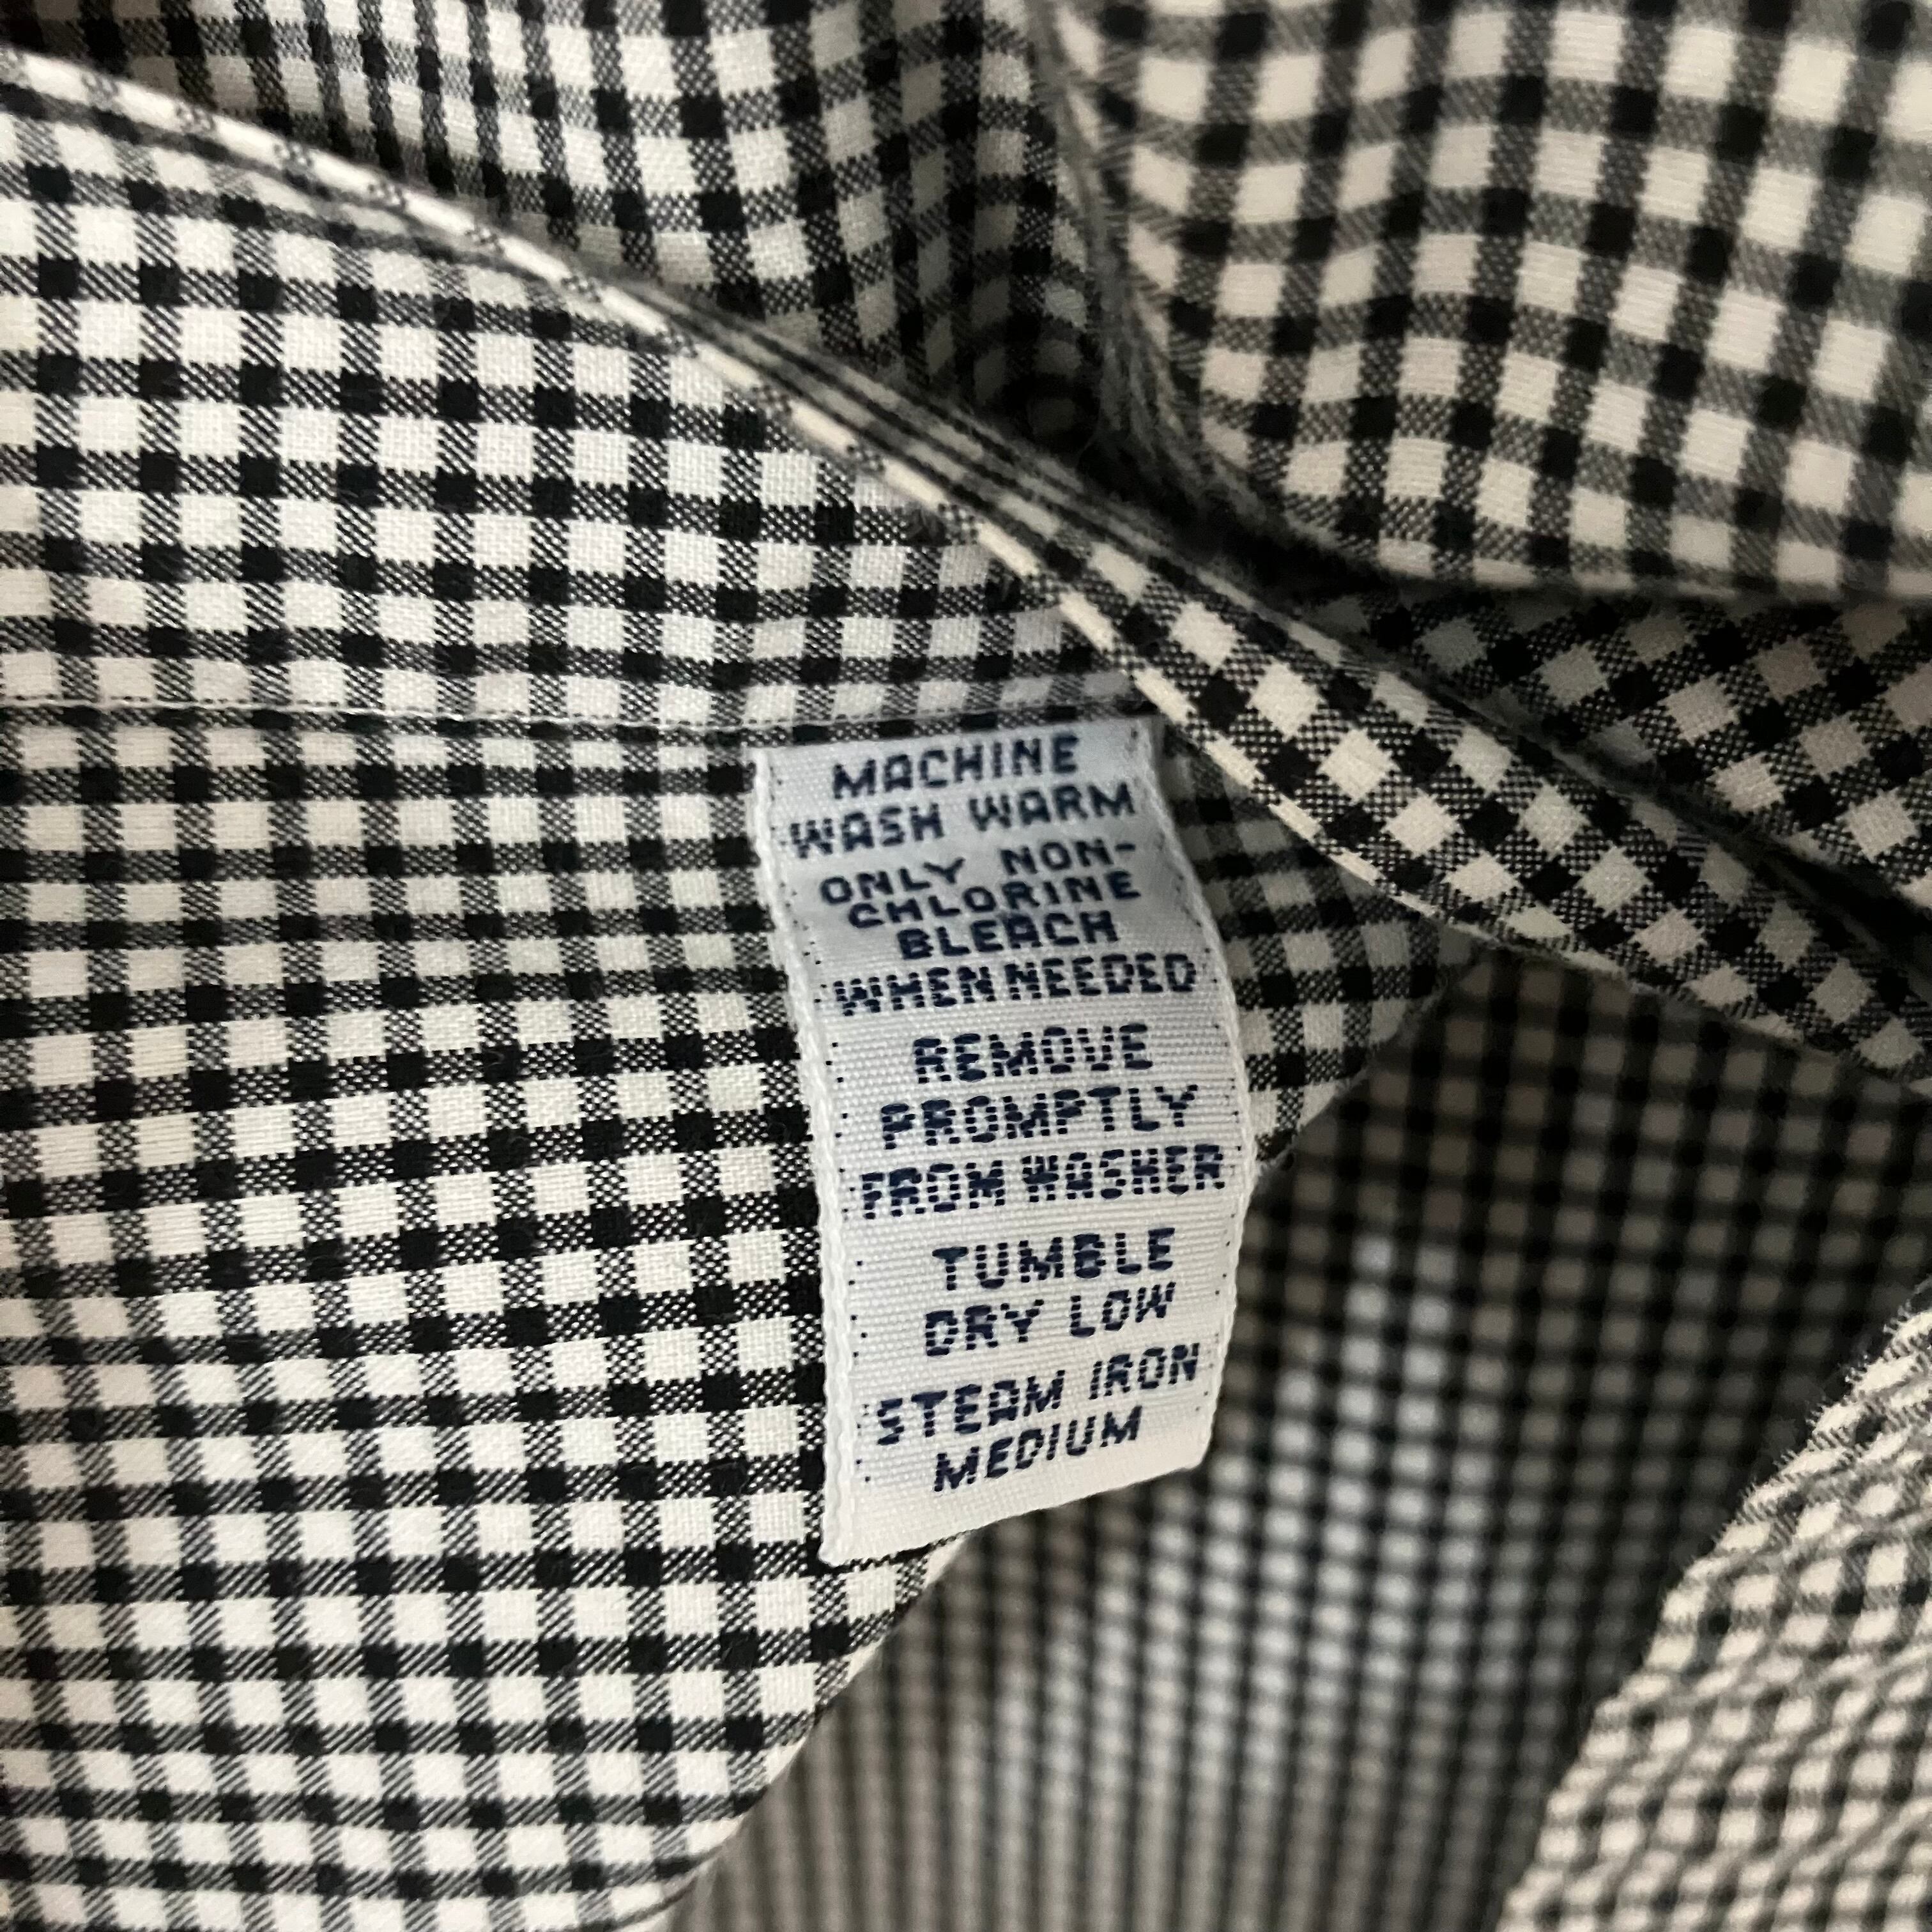 MACHINE
WASH WARM
ONLY NON-
CHLORINE
BLEACH
WHEN NEEDED
REMOVE
PROMPTLY
FROM WASHER
TUMBLE
DRY LOW
STEAM IRON
MEDIUM